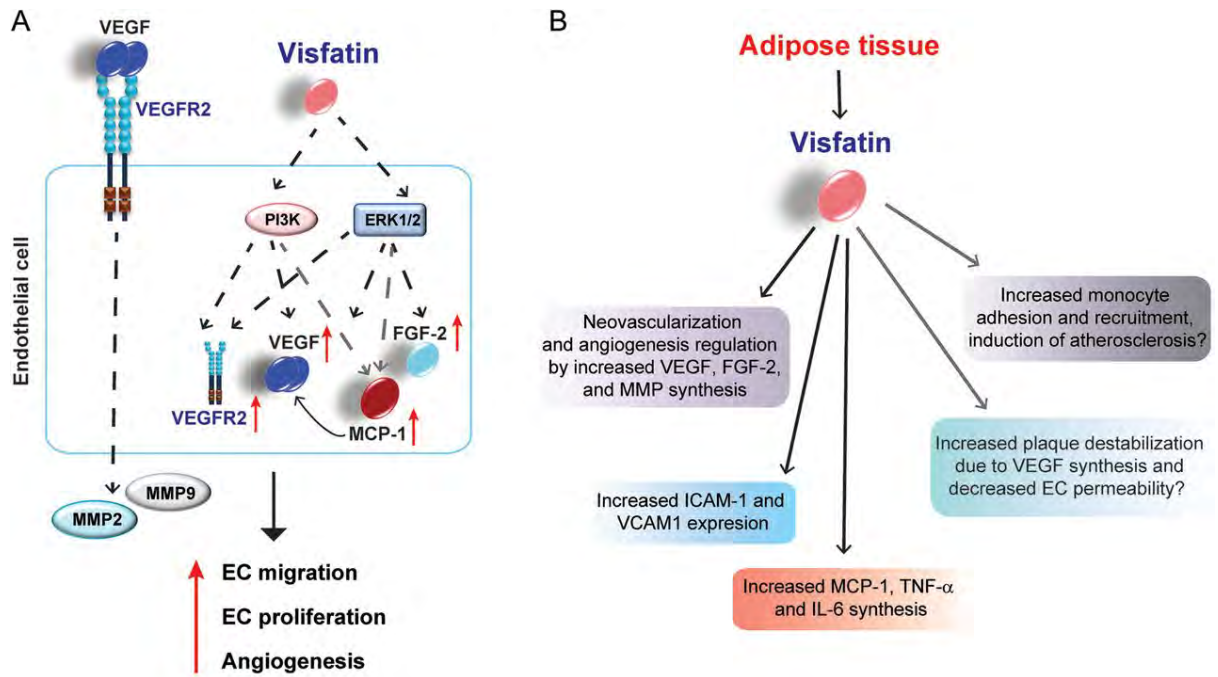 A
VEGF
Visfatin
VEGFR2
Endothelial cell
PI3K
ERK1/2
VEGF
FGF-2
VEGFR2
MCP-1
MMP9
MMP2
EC migration
EC proliferation
Angiogenesis
B
Adipose tissue
Visfatin
Neovascularization
and angiogenesis regulation
by increased VEGF, FGF-2,
and MMP synthesis
Increased monocyte
adhesion and recruitment,
induction of atherosclerosis?
Increased plaque destabilization
due to VEGF synthesis and
decreased EC permeability?
Increased ICAM-1 and
VCAM1 expresion
Increased MCP-1, TNF-α
and IL-6 synthesis